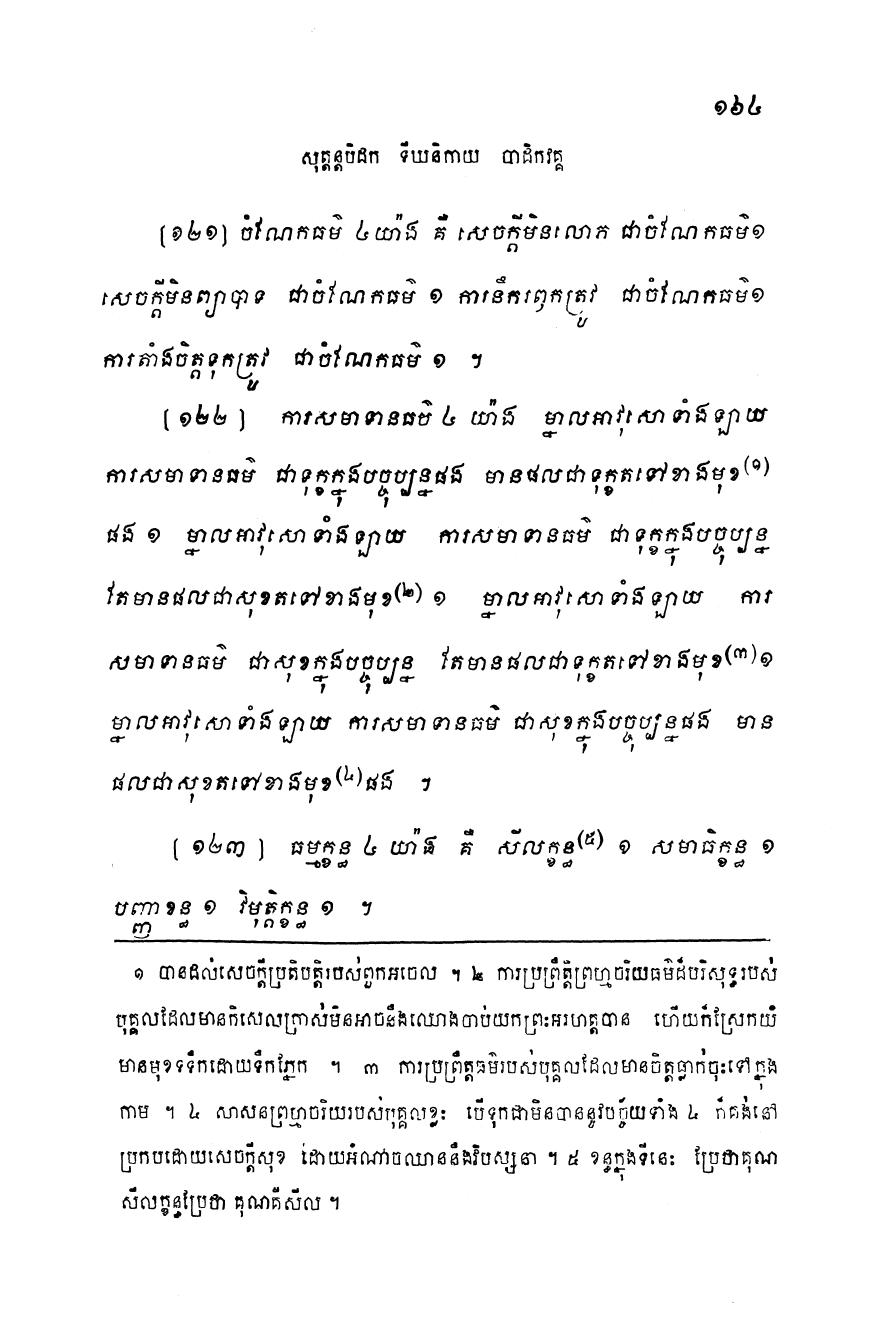 ១៦៤
សុត្តន្តបិដក ទីឃនិកាយ បាដិកវគ្គ
[១២១] ចំណែកធម៌ ៤យ៉ាង គឺ សេចក្តីមិនលោភ ជាចំណែកធម៌១
សេចក្តីមិនព្យាបាទ ជាចំណែកធម៌ ១ ការនឹករឭកត្រូវ ជាចំណែកធម៌១
ការតាំងចិត្តទុកត្រូវ ជាចំណែកធម៌ ១ ។
[១២២] ការសមាទានធម៌ ៤ យ៉ាង ម្នាលអាវុសោទាំងឡាយ
ការសមាទានធម៌ ជាទុក្ខក្នុងបច្ចុប្បន្នផង មានផលជាទុក្ខតទៅខាងមុខ(១)
ផង ១ ម្នាលអាវុសោទាំងឡាយ ការសមាទានធម៌ ជាទុក្ខក្នុងបច្ចុប្បន្ន
តែមានផលជាសុខតទៅខាងមុខ(២) ១ ម្នាលអាវុសោទាំងឡាយ ការ
សមាទានធម៌ ជាសុខក្នុងបច្ចុប្បន្ន តែមានផលជាទុក្ខតទៅខាងមុខ(៣)១
ម្នាលអាវុសោទាំងឡាយ ការសមាទានធម៌ ជាសុខក្នុងបច្ចុប្បន្នផង មាន
ផលជាសុខតទៅខាងមុខ(៤)ផង ។
[១២៣] ធម្មក្ខន្ធ ៤ យ៉ាង គឺ សីលក្ខន្ធ(៥) ១ សមាធិក្ខន្ធ ១
បញ្ញាខន្ធ ១ វិមុត្តិក្ខន្ធ ១ ។
១ បានដល់សេចក្តីប្រតិបត្តិរបស់ពួកអចេល ។ ២ ការប្រព្រឹត្តិព្រហ្មចរិយធម៌ដ៏បរិសុទ្ធរបស់
បុគ្គលដែលមានកិលេសក្រាស់មិនអាចនឹងឈោងចាប់យកព្រះអរហត្តបាន ហើយក៏ស្រែកយំ
មានមុខទទឹកដោយទឹកភ្នែក ។ ៣ ការប្រព្រឹត្តធម៌របស់បុគ្គលដែលមានចិត្តធ្លាក់ចុះទៅក្នុង
កាម ។ ៤ សាសនព្រហ្មចរិយរបស់បុគ្គលខ្លះ បើទុកជាមិនបាននូវបច្ច័យទាំង ៤ ក៏គង់នៅ
ប្រកបដោយសេចក្តីសុខ ដោយអំណាចឈាននឹងវិបស្សនា ។ ៥ ខន្ធក្នុងទីនេះ ប្រែថាគុណ
សីលក្ខន្ធប្រែថា គុណគឺសីល ។